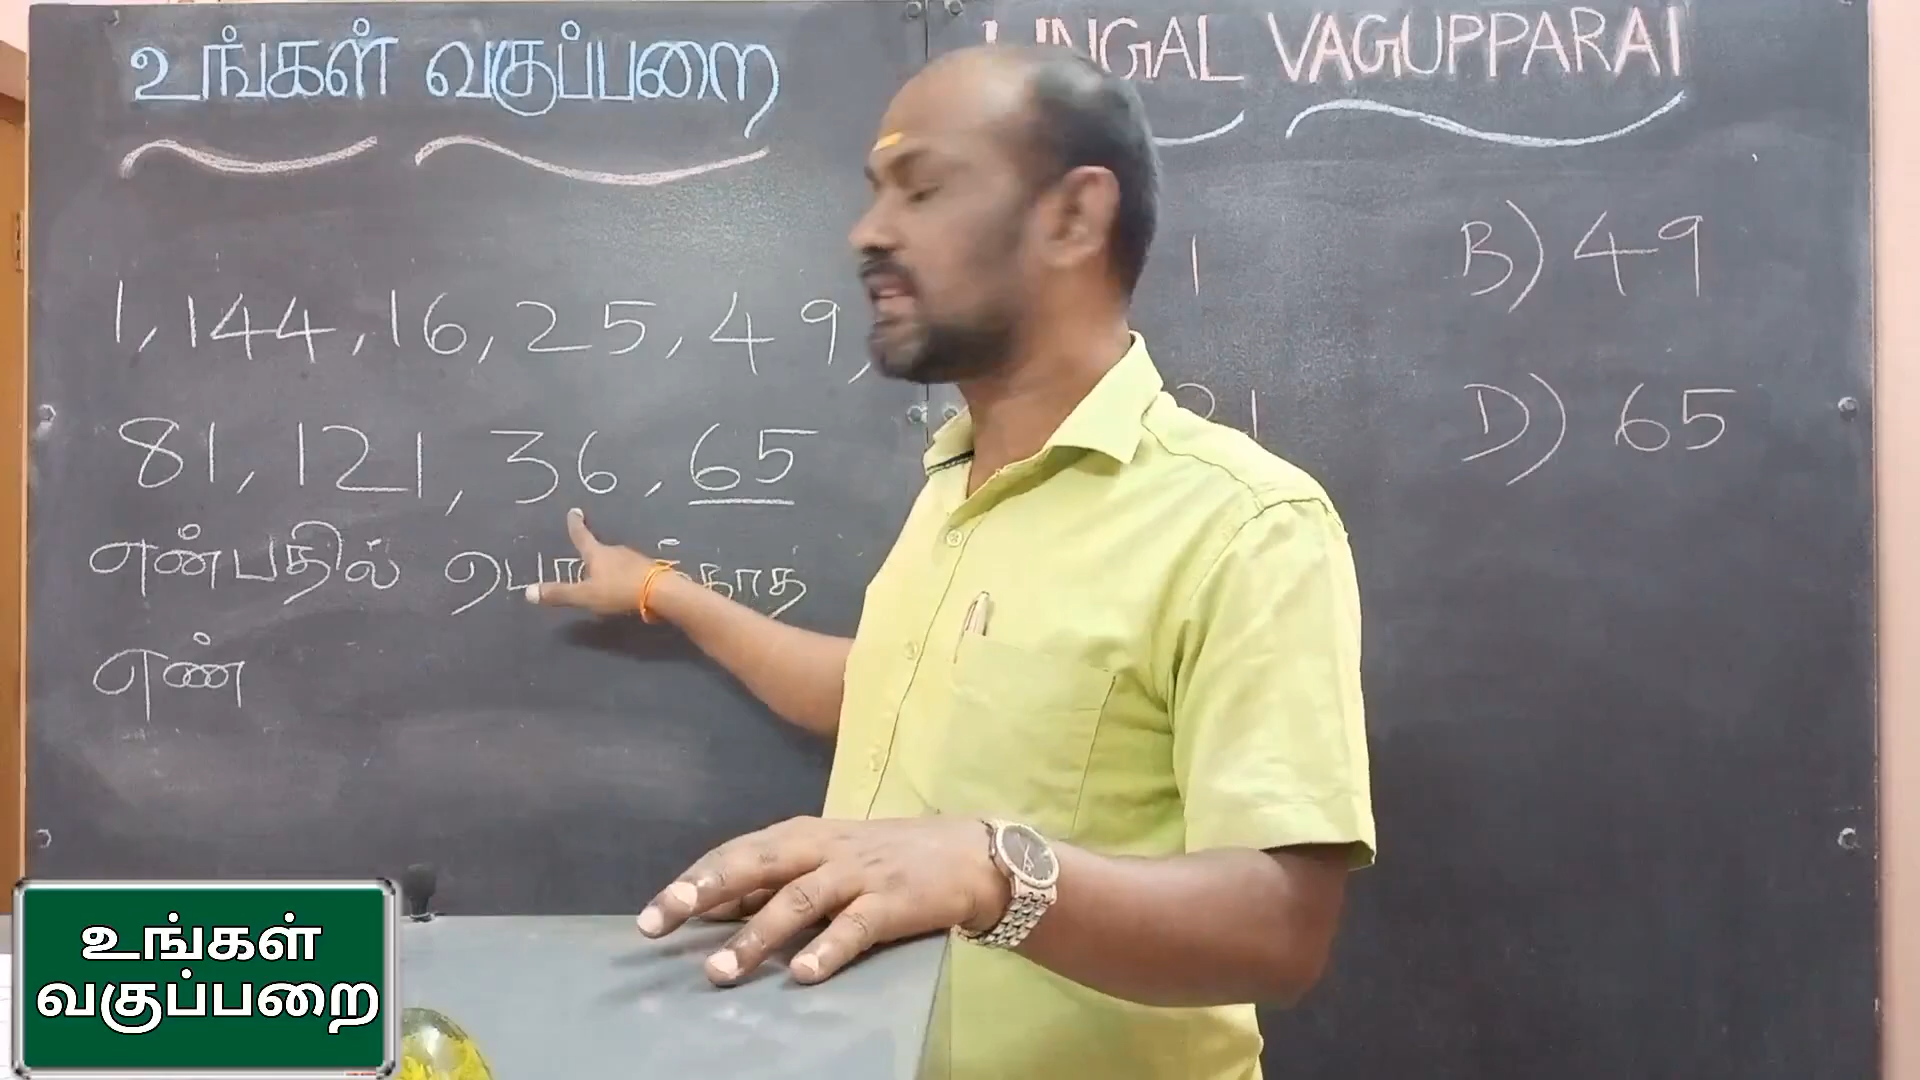 உங்கள் வகுப்பறை
VAGUPPARAI
1, 144, 16, 25, 49,
81, 121, 36, 65
என்பதில்
எண்
B) 49
D) 65
உங்கள்
வகுப்பறை